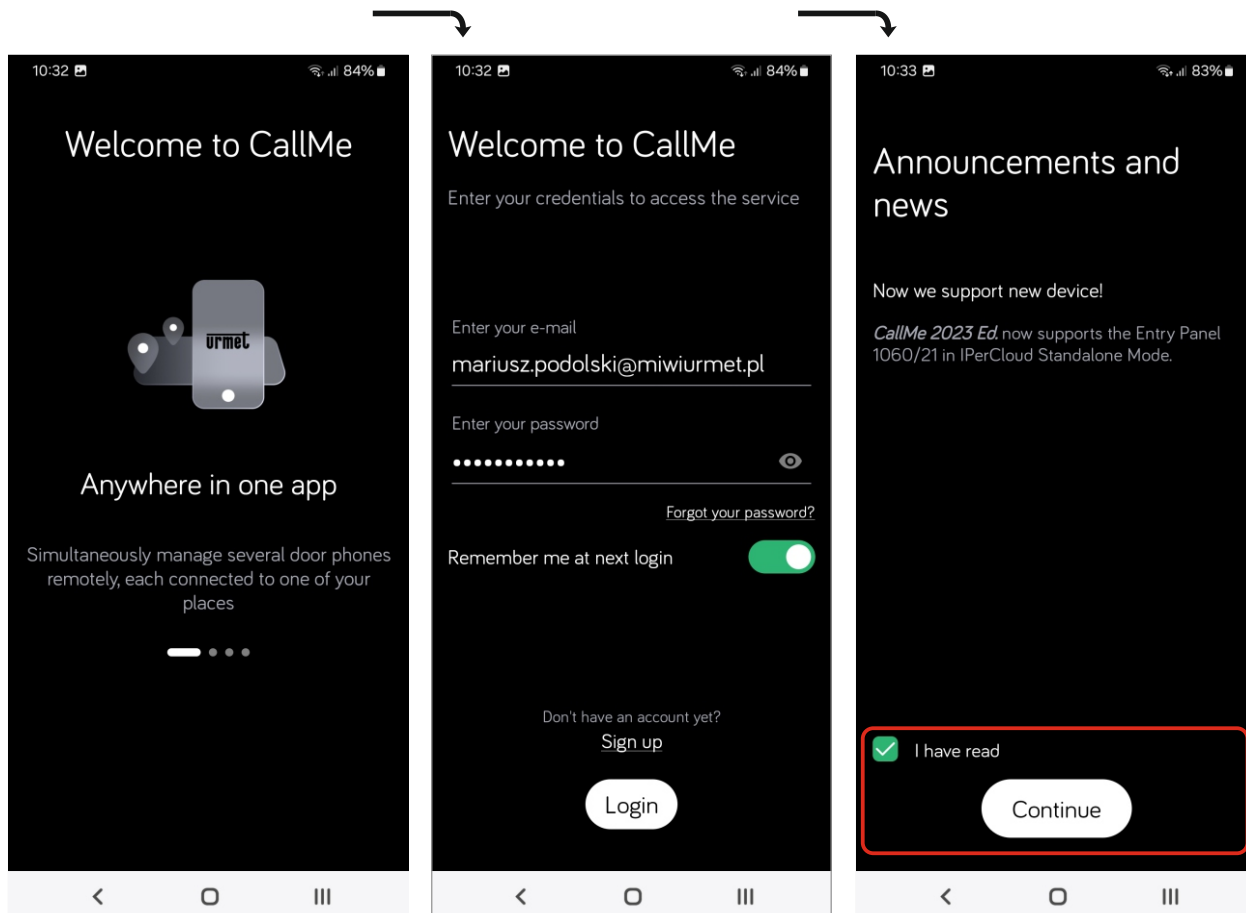 10:32
84%
Welcome to CallMe
urmet
Anywhere in one app
Simultaneously manage several door phones
remotely, each connected to one of your
places
10:32
84%
Welcome to CallMe
Enter your credentials to access the service
Enter your e-mail
mariusz.podolski@miwiurmet.pl
Enter your password
•••••••••••
Forgot your password?
Remember me at next login
Don't have an account yet?
Sign up
Login
10:33
83%
Announcements and
news
Now we support new device!
CallMe 2023 Ed. now supports the Entry Panel
1060/21 in IPerCloud Standalone Mode.
I have read
Continue